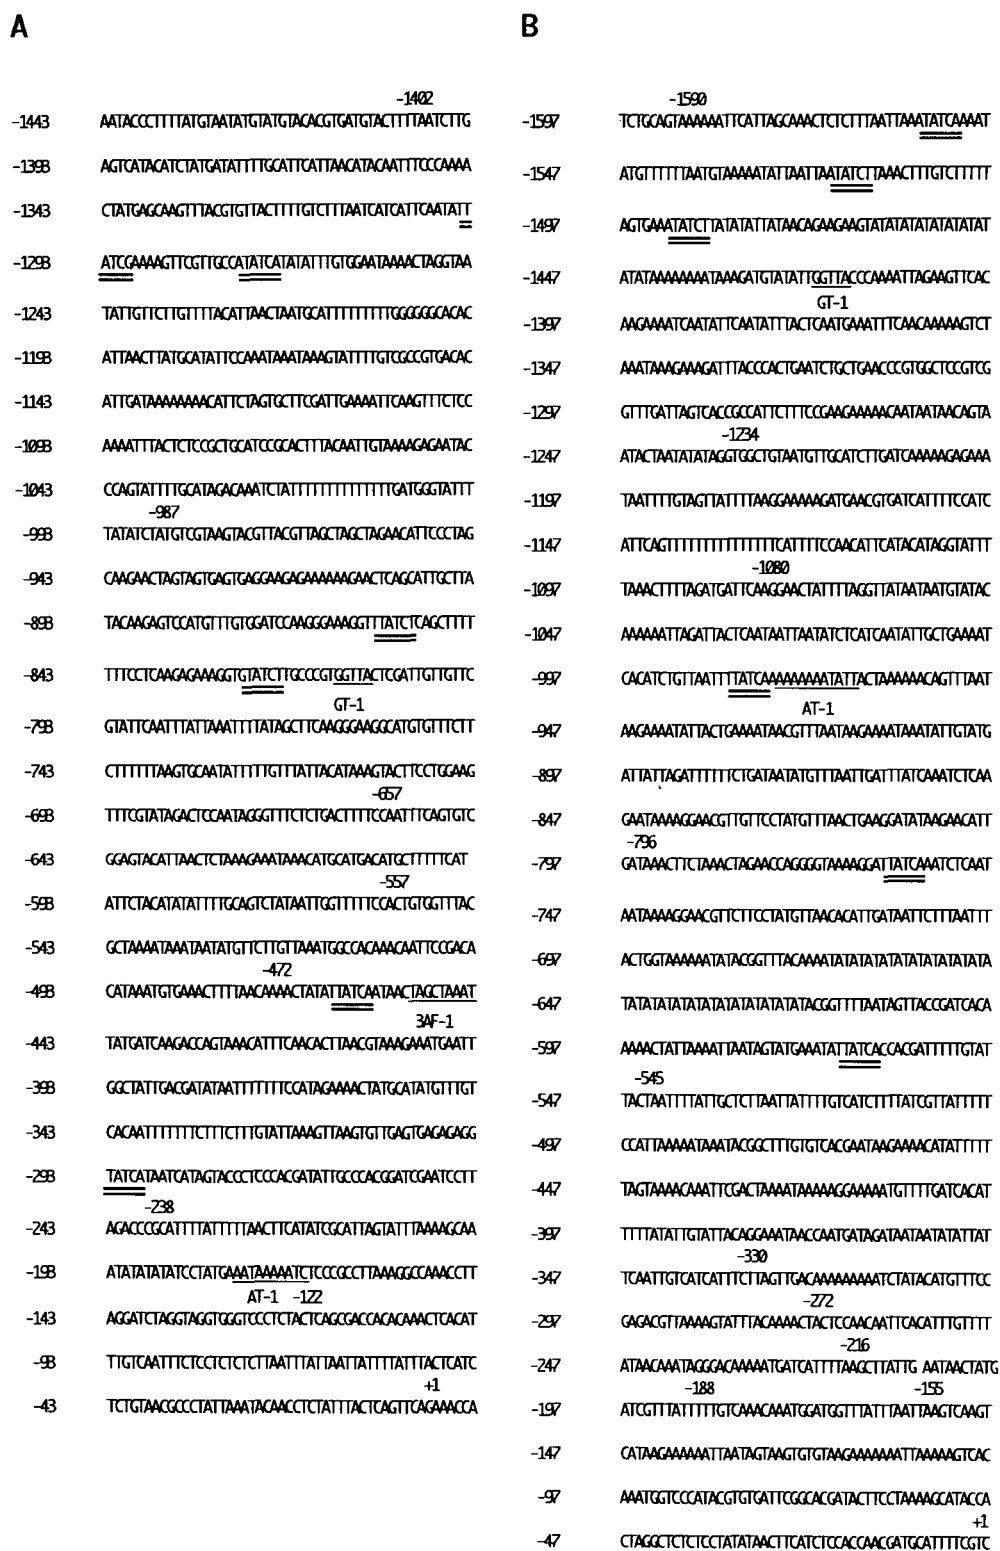 A
-1402
-1443 AATACCCTTTTATGTAATATGTATGTACACGTGATGTACTTTTAATCTTG
-1393 AGTCATACATCTATGATATTTTGCATTCATTAACATACAATTTCCCAAAA
-1343 CTATGAGCAAGTTTACGTGTTACTTTTGTCTTTAATCATCATTCAATATT
-1293 ATCGAAAAGTTCGTTGCCATATCATATATTTGTGGAATAAAACTAGGTAA
-1243 TATTGTTCTTGTTTTACATTAACTAATGCATTTTTTTTTGGGGGGCACAC
-1193 ATTAACTTATGCATATTCCAAATAAATAAAGTATTTTGTCGCCGTGACAC
-1143 ATTGATAAAAAAAACATTCTAGTGCTTCGATTGAAAATTCAAGTTTCTCC
-1093 AAAATTTACTCTCCGCTGCATCCGCACTTTACAATTGTAAAAGAGAATAC
-1043 CCAGTATTTTGCATAGACAAATCTATTTTTTTTTTTTTTGATGGGTATTT
-987
-993 TATATCTATGTCGTAAGTACGTTACGTTAGCTAGCTAGAACATTCCCTAG
-943 CAAGAACTAGTAGTGAGTGAGGAAGAGAAAAAAGAACTCAGCATTGCTTA
-893 TACAAGAGTCCATGTTTGTGGATCCAAGGGAAAGGTTTATCTCAGCTTTT
-843 TTTCCTCAAGAGAAAGGTGTATCTTGCCCGTGGTTACTCGATTGTTGTTC
GT-1
-793 GTATTCAATTTATTAAATTTTATAGCTTCAAGGGAAGGCATGTGTTTCTT
-743 CTTTTTTAAGTGCAATATTTTTGTTTATTACATAAAGTACTTCCTGGAAG
-657
-693 TTTCGTATAGACTCCAATAGGGTTTCTCTGACTTTTCCAATTTCAGTGTC
-643 GGAGTACATTAACTCTAAAGAAATAAACATGCATGACATGCTTTTTCAT
-557
-593 ATTCTACATATATTTTGCAGTCTATAATTGGTTTTTCCACTGTGGTTTAC
-543 GCTAAAATAAATAATATGTTCTTGTTAAATGGCCACAAACAATTCCGACA
-472
-493 CATAAATGTGAAACTTTTAACAAAACTATATTATCAATAACTAGCTAAAT
3AF-1
-443 TATGATCAAGACCAGTAAACATTTCAACACTTAACGTAAAGAAATGAATT
-393 GGCTATTGACGATATAATTTTTTTCCATAGAAAACTATGCATATGTTTGT
-343 CACAATTTTTTTCTTTCTTTGTATTAAAGTTAAGTGTTGAGTGAGAGAGG
-293 TATCATAATCATAGTACCCTCCCACGATATTGCCCACGGATCGAATCCTT
-238
-243 AGACCCGCATTTTATTTTTAACTTCATATCGCATTAGTATTTAAAAGCAA
-193 ATATATATATCCTATGAAATAAAAATCTCCCGCCTTAAAGGCCAAACCTT
AT-1 -122
-143 AGGATCTAGGTAGGTGGGTCCCTCTACTCAGCGACCACACAAACTCACAT
-93 TTGTCAATTTCTCCTCTCTCTTAATTTATTAATTATTTTATTTACTCATC
+1
-43 TCTGTAACGCCCTATTAAATACAACCTCTATTTACTCAGTTCAGAAACCA
B
-1590
-1597 TCTGCAGTAAAAAATTCATTAGCAAACTCTCTTTAATTAAATATCAAAAT
-1547 ATGTTTTTTAATGTAAAAATATTAATTAATATCTTAAACTTTGTCTTTTT
-1497 AGTGAAATATCTTATATATTATAACAGAAGAAGTATATATATATATATAT
-1447 ATATAAAAAAAATAAAGATGTATATTGGTTACCCAAAATTAGAAGTTCAC
GT-1
-1397 AAGAAAATCAATATTCAATATTTACTCAATGAAATTTCAACAAAAAGTCT
-1347 AAATAAAGAAAGATTTACCCACTGAATCTGCTGAACCCGTGGCTCCGTCG
-1297 GTTTGATTAGTCACCGCCATTCTTTCCGAAGAAAAACAATAATAACAGTA
-1234
-1247 ATACTAATATATAGGTGGCTGTAATGTTGCATCTTGATCAAAAAGAGAAA
-1197 TAATTTTGTAGTTATTTTAAGGAAAAAGATGAACGTGATCATTTTCCATC
-1147 ATTCAGTTTTTTTTTTTTTTTTCATTTTCCAACATTCATACATAGGTATTT
-1080
-1097 TAAACTTTTAGATGATTCAAGGAACTATTTTAGGTTATAATAATGTATAC
-1047 AAAAAATTAGATTACTCAATAATTAATATCTCATCAATATTGCTGAAAAT
-997 CACATCTGTTAATTTTATCAAAAAAAAATATTACTAAAAAACAGTTTAAT
AT-1
-947 AAGAAAATATTACTGAAAATAACGTTTAATAAGAAAATAAATATTGTATG
-897 ATTATTAGATTTTTTCTGATAATATGTTTAATTGATTTATCAAATCTCAA
-847 GAATAAAAGGAACGTTGTTCCTATGTTTAACTGAAGGATATAAGAACATT
-796
-797 GATAAACTTCTAAACTAGAACCAGGGGTAAAAGGATTATCAAATCTCAAT
-747 AATAAAAGGAACGTTCTTCCTATGTTAACACATTGATAATTCTTTAATTT
-697 ACTGGTAAAAAATATACGGTTTACAAAATATATATATATATATATATATA
-647 TATATATATATATATATATATATATACGGTTTTAATAGTTACCGATCACA
-597 AAAACTATTAAAATTAATAGTATGAAATATTATCACCACGATTTTTGTAT
-545
-547 TACTAATTTTATTGCTCTTAATTATTTTGTCATCTTTTATCGTTATTTTT
-497 CCATTAAAAATAAATACGGCTTTGTGTCACGAATAAGAAAACATATTTTT
-447 TAGTAAAACAAATTCGACTAAAATAAAAAGGAAAAATGTTTTGATCACAT
-397 TTTTATATTGTATTACAGGAAATAACCAATGATAGATAATAATATATTAT
-330
-347 TCAATTGTCATCATTTCTTAGTTGACAAAAAAAAATCTATACATGTTTCC
-272
-297 GAGACGTTAAAAGTATTTACAAAACTACTCCAACAATTCACATTTGTTTT
-216
-247 ATAACAAATAGGGACAAAAATGATCATTTTAAGCTTATTG AATAACTATG
-188 -155
-197 ATCGTTTATTTTTGTCAAACAAATGGATGGTTTATTTAATTAAGTCAAGT
-147 CATAAGAAAAAATTAATAGTAAGTGTGTAAGAAAAAAATTAAAAAGTCAC
-97 AAATGGTCCCATACGTGTGATTCGGCACGATACTTCCTAAAAGCATACCA
+1
-47 CTAGGCTCTCTCCTATATAACTTCATCTCCACCAACGATGCATTTTCGTC